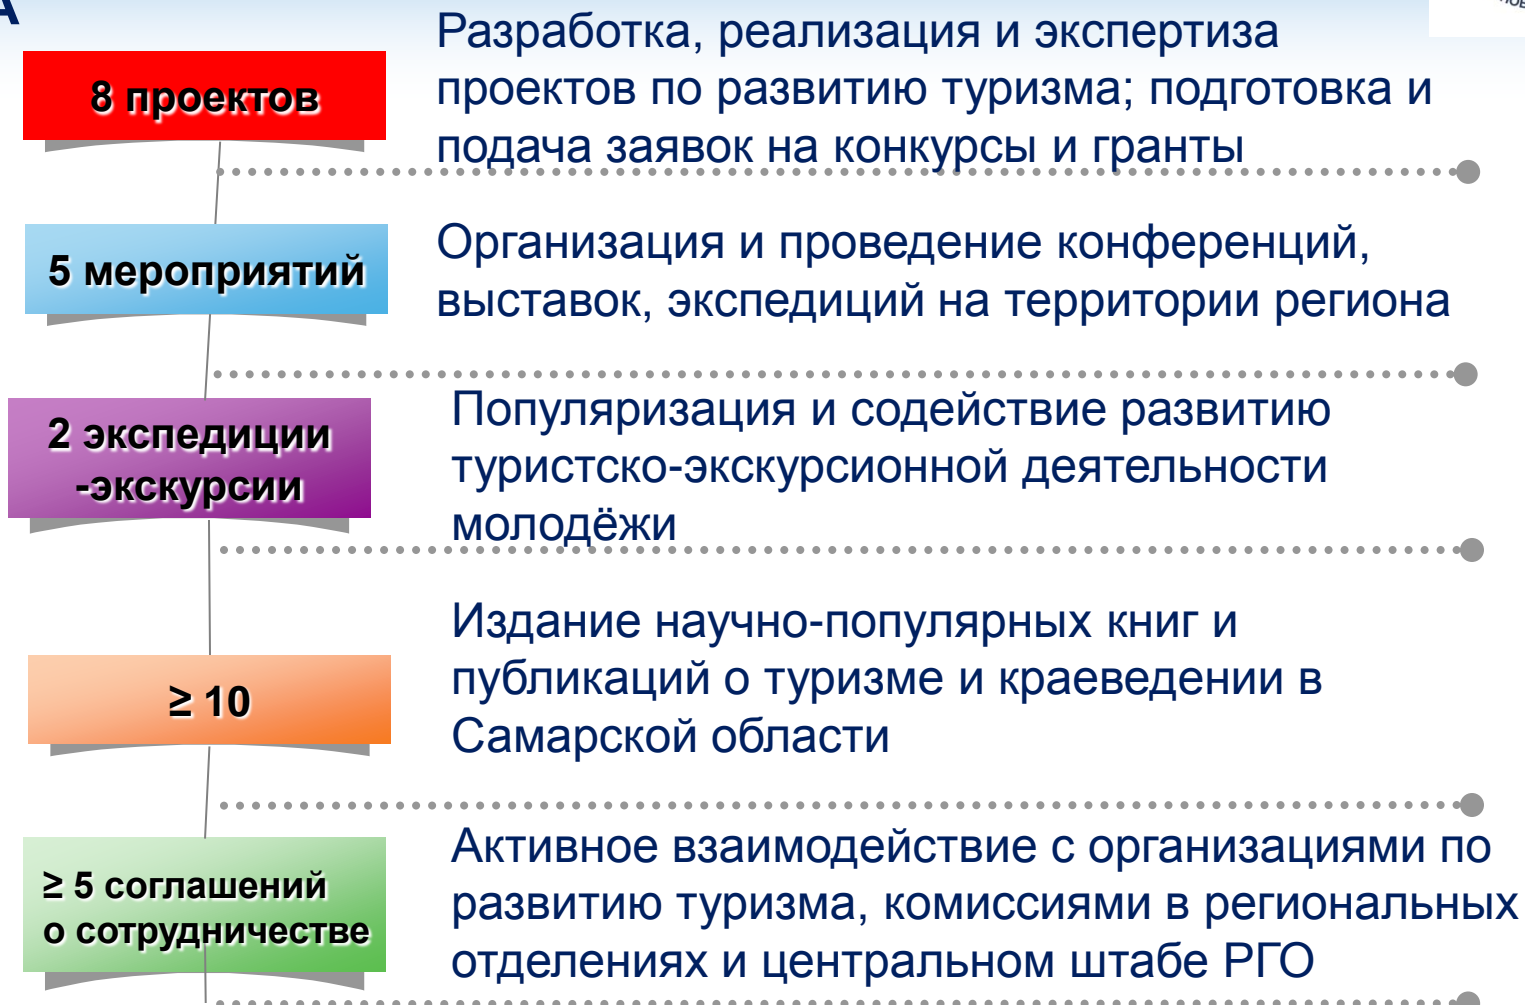 А
8 проектов
Разработка, реализация и экспертиза
проектов по развитию туризма; подготовка и
подача заявок на конкурсы и гранты
5 мероприятий
Организация и проведение конференций,
выставок, экспедиций на территории региона
2 экспедиции
-экскурсии
Популяризация и содействие развитию
туристско-экскурсионной деятельности
молодёжи
≥ 10
Издание научно-популярных книг и
публикаций о туризме и краеведении в
Самарской области
≥ 5 соглашений
о сотрудничестве
Активное взаимодействие с организациями по
развитию туризма, комиссиями в региональных
отделениях и центральном штабе РГО